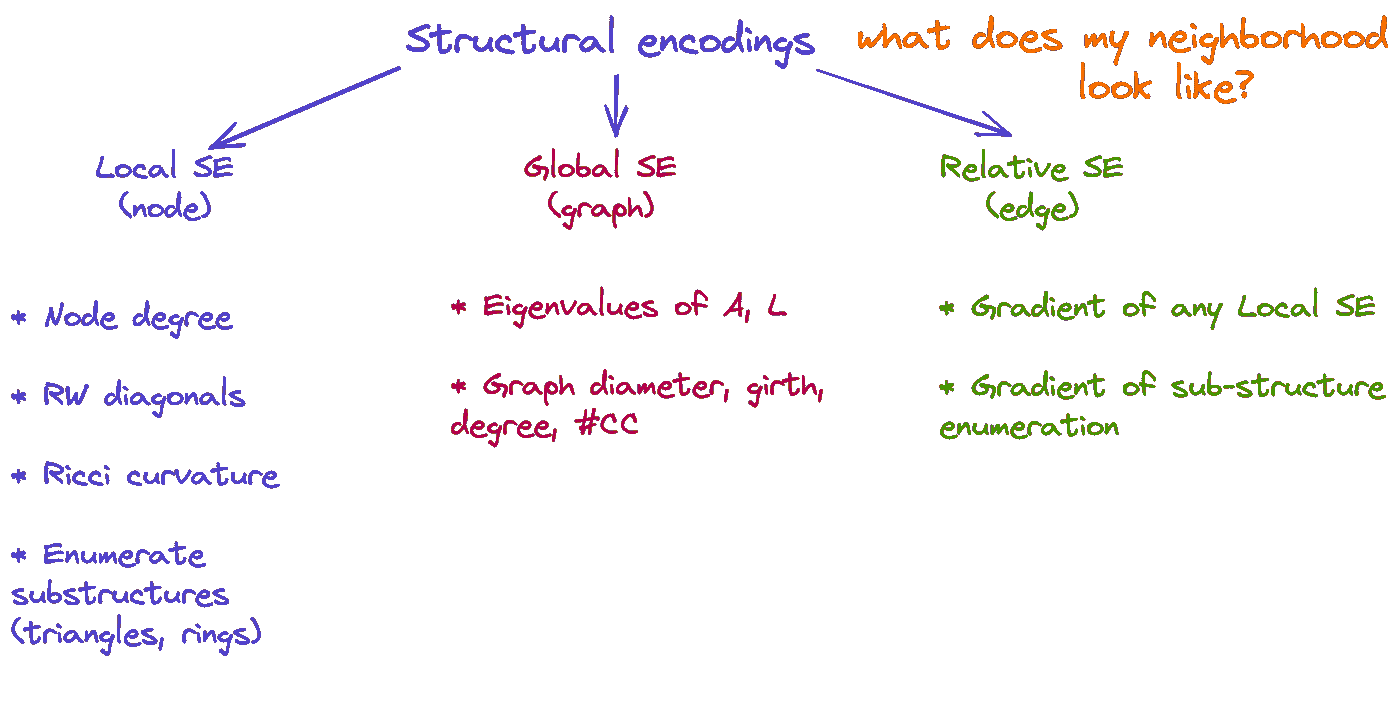 Structural encodings
what does my neighborhood
look like?
Local SE
(node)
* Node degree
* RW diagonals
* Ricci curvature
* Enumerate
substructures
(triangles, rings)
Global SE
(graph)
* Eigenvalues of A, L
* Graph diameter, girth,
degree, #CC
Relative SE
(edge)
* Gradient of any Local SE
* Gradient of sub-structure
enumeration